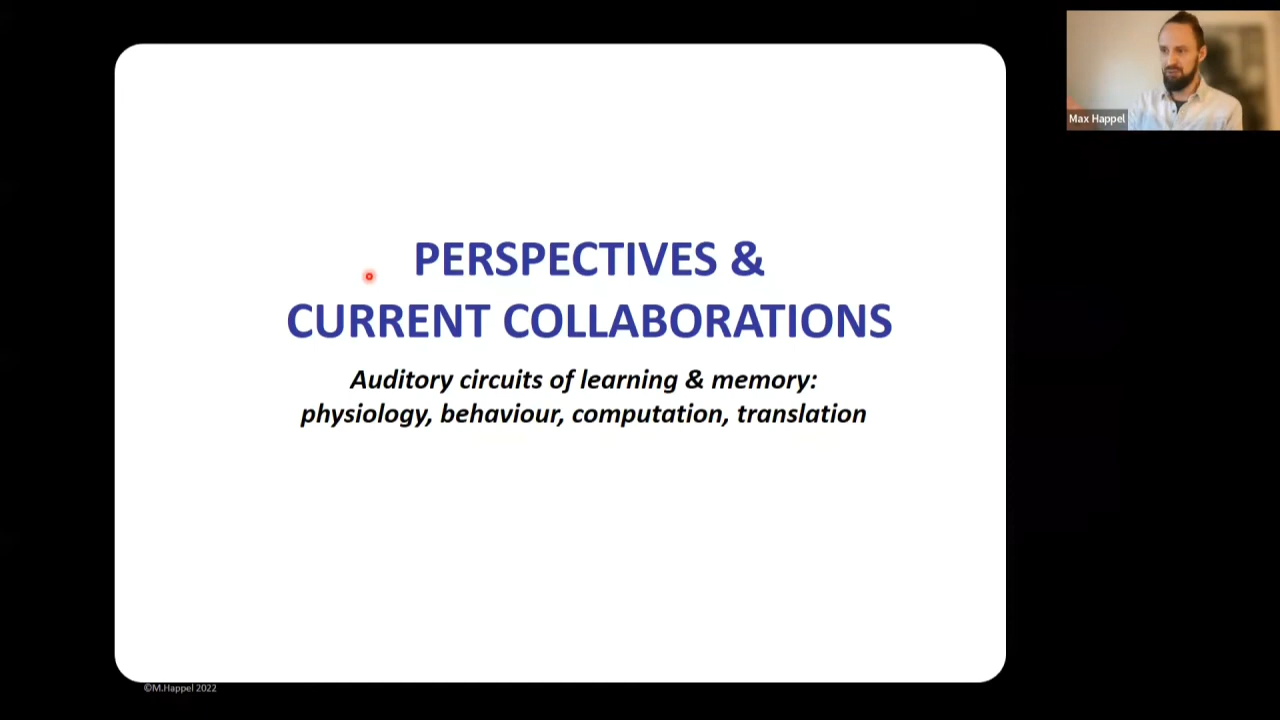 PERSPECTIVES &
CURRENT COLLABORATIONS
Auditory circuits of learning & memory:
physiology, behaviour, computation, translation
©M.Happel 2022
Max Happel